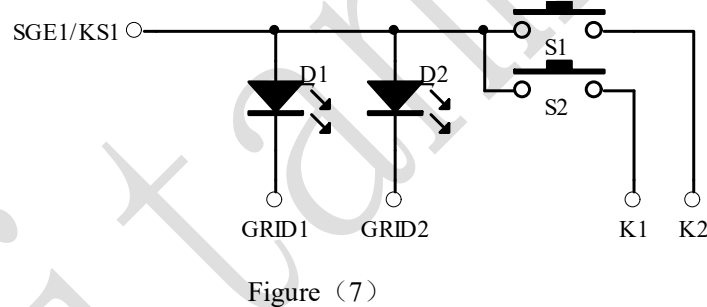 SGE1/KS1
S1
D1
D2
S2
GRID1
GRID2
K1
K2
Figure（7）